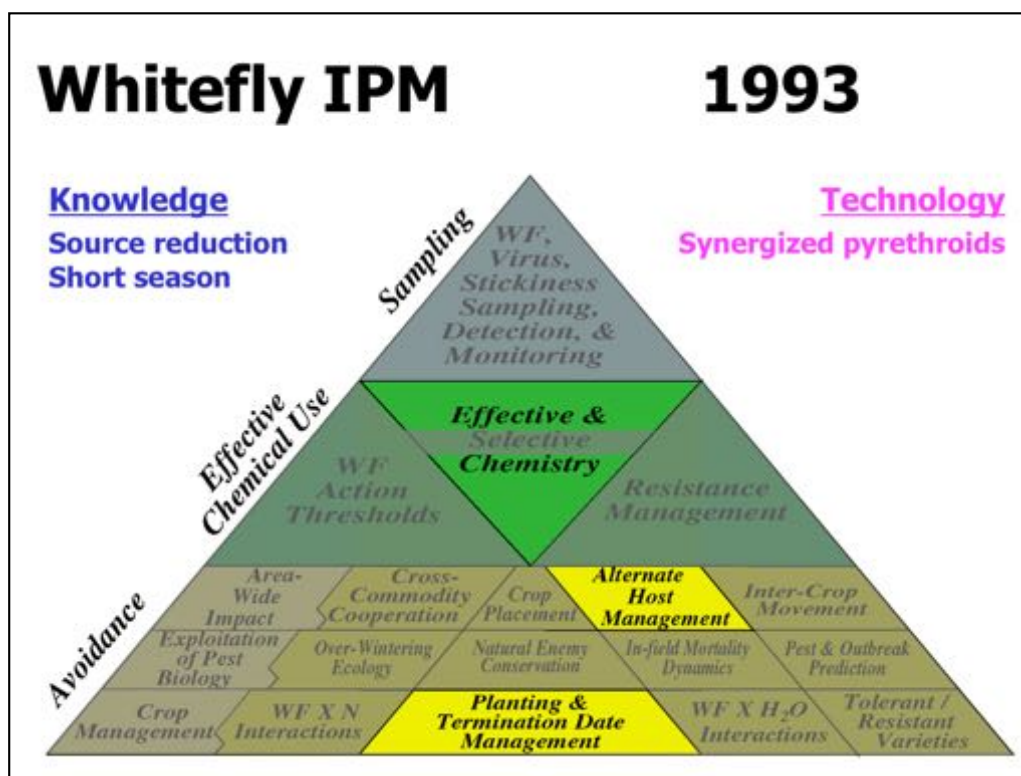 Whitefly IPM 1993
Knowledge
Source reduction
Short season
Technology
Synergized pyrethroids
Sampling
WF,
Virus,
Stickiness
Sampling,
Detection, &
Monitoring
Effective
Chemical Use
Effective &
Selective
Chemistry
WF
Action
Thresholds
Resistance
Management
Avoidance
Area-
Wide
Impact
Cross-
Commodity
Cooperation
Crop
Placement
Alternate
Host
Management
Inter-Crop
Movement
Exploitation
of Pest
Biology
Over-Wintering
Ecology
Natural Enemy
Conservation
In-field Mortality
Dynamics
Pest & Outbreak
Prediction
Crop
Management
WF X N
Interactions
Planting &
Termination Date
Management
WF X H₂O
Interactions
Tolerant /
Resistant
Varieties